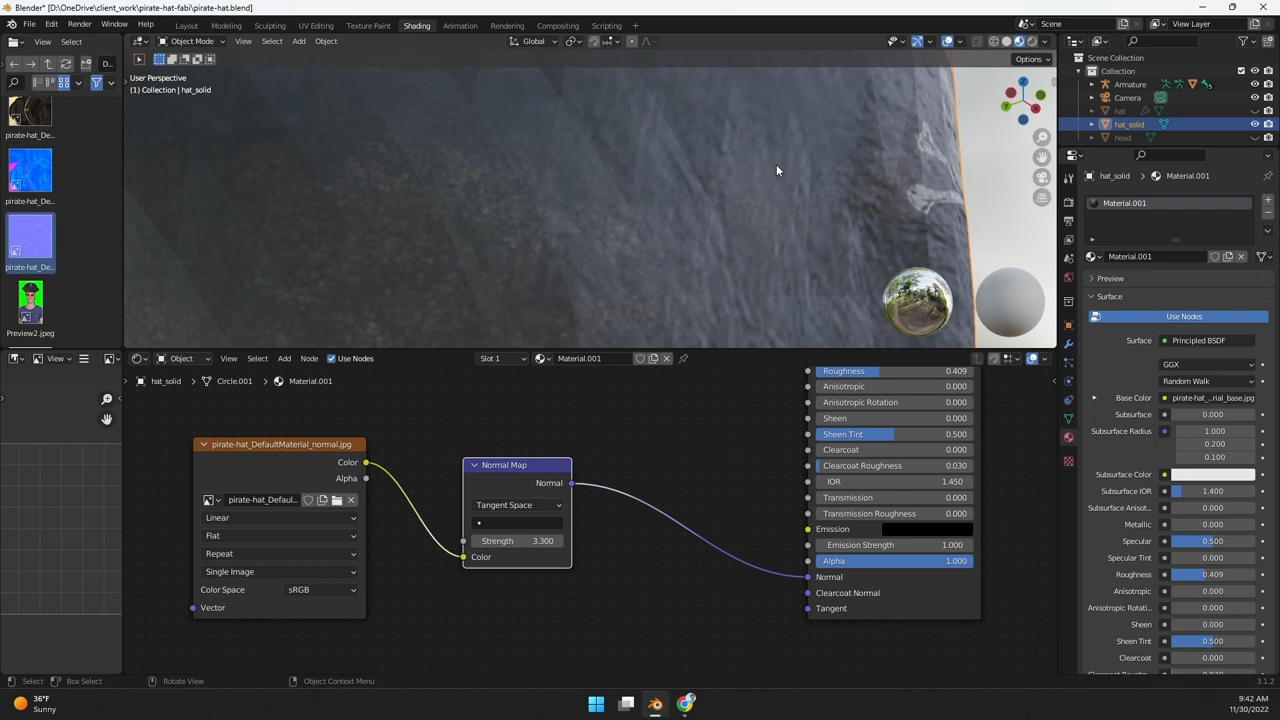 Blender* [D:\OneDrive\client_work\pirate-hat-fabi\pirate-hat.blend]
File Edit Render Window Help Layout Modeling Sculpting UV Editing Texture Paint Shading Animation Rendering Compositing Scripting + Scene View Layer
View Select Object Mode View Select Add Object Global
D... Options
User Perspective
(1) Collection | hat_solid
Z
Y
X
pirate-hat_De...
pirate-hat_De...
pirate-hat_De...
Preview2.jpeg
Scene Collection
Collection
Armature 15
Camera
hat
hat_solid
head
hat_solid > Material.001
Material.001
Material.001
Preview
Surface
Use Nodes
Surface Principled BSDF
GGX
Random Walk
Base Color pirate-hat_...rial_base.jpg
Subsurface 0.000
Subsurface Radius 1.000
0.200
0.100
Subsurface Color
Subsurface IOR 1.400
Subsurface Anisot... 0.000
Metallic 0.000
Specular 0.500
Specular Tint 0.000
Roughness 0.409
Anisotropic 0.000
Anisotropic Rotati... 0.000
Sheen 0.000
Sheen Tint 0.500
Clearcoat 0.000
View Object View Select Add Node Use Nodes Slot 1 Material.001
hat_solid > Circle.001 > Material.001
pirate-hat_DefaultMaterial_normal.jpg
Color
Alpha
pirate-hat_Defaul...
Linear
Flat
Repeat
Single Image
Color Space sRGB
Vector
Normal Map
Normal
Tangent Space
Strength 3.300
Color
Roughness 0.409
Anisotropic 0.000
Anisotropic Rotation 0.000
Sheen 0.000
Sheen Tint 0.500
Clearcoat 0.000
Clearcoat Roughness 0.030
IOR 1.450
Transmission 0.000
Transmission Roughness 0.000
Emission
Emission Strength 1.000
Alpha 1.000
Normal
Clearcoat Normal
Tangent
Select Box Select Rotate View Object Context Menu 3.1.2
36°F
Sunny
9:42 AM
11/30/2022